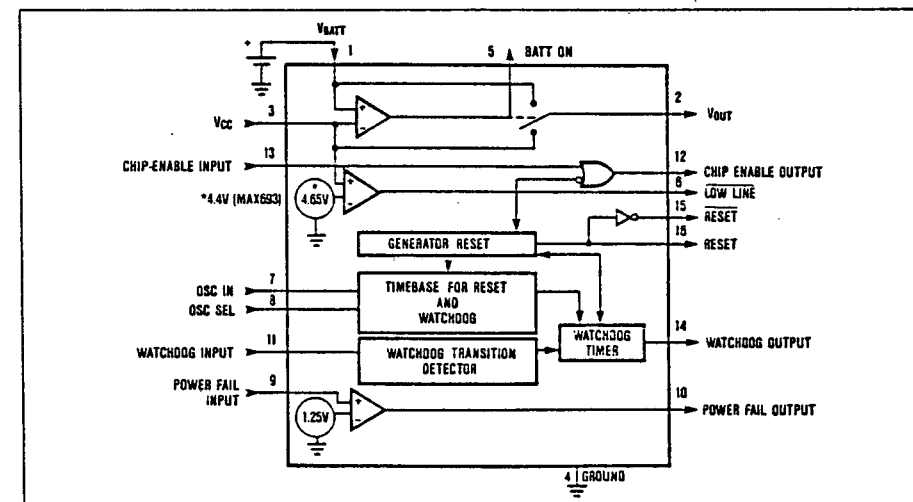 VBATT
+
1
5 BATT ON
+
-
3
VCC
2
VOUT
13
CHIP-ENABLE INPUT
12
CHIP ENABLE OUTPUT
*4.4V (MAX693)
*
4.65V
+
-
6
LOW LINE
15
RESET
GENERATOR RESET
16
RESET
7
OSC IN
8
OSC SEL
TIMEBASE FOR RESET
AND
WATCHDOG
11
WATCHDOG INPUT
WATCHDOG TRANSITION
DETECTOR
WATCHDOG
TIMER
14
WATCHDOG OUTPUT
9
POWER FAIL
INPUT
1.25V
+
-
10
POWER FAIL OUTPUT
4 GROUND